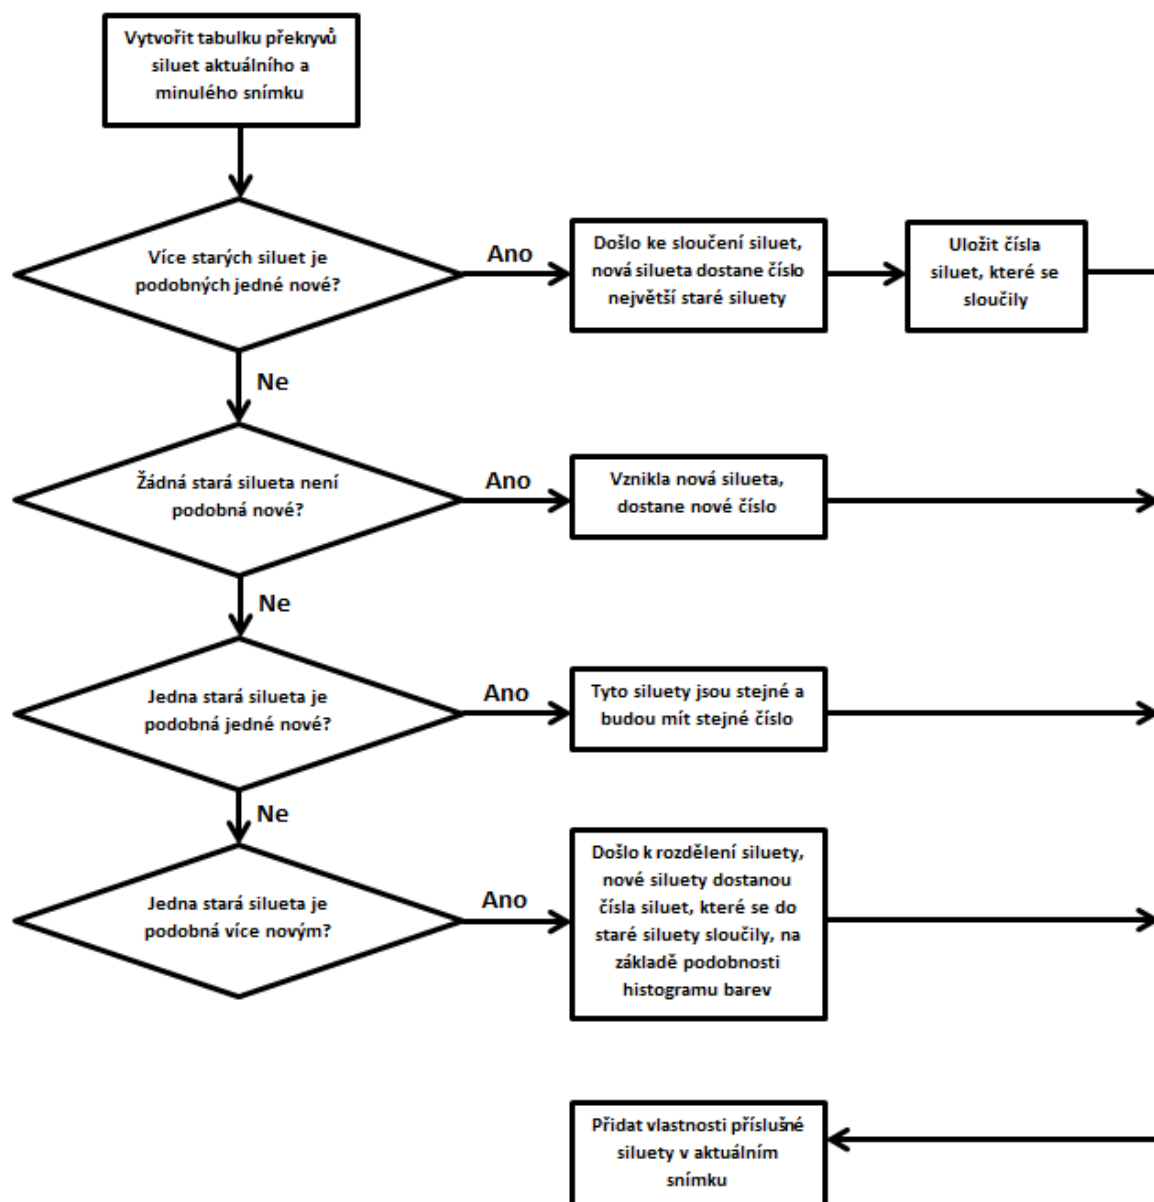 Vytvořit tabulku překryvů
siluet aktuálního a
minulého snímku
Více starých siluet je
podobných jedné nové?
Ano
Došlo ke sloučení siluet,
nová silueta dostane číslo
největší staré siluety
Uložit čísla
siluet, které se
sloučily
Ne
Žádná stará silueta není
podobná nové?
Ano
Vznikla nová silueta,
dostane nové číslo
Ne
Jedna stará silueta je
podobná jedné nové?
Ano
Tyto siluety jsou stejné a
budou mít stejné číslo
Ne
Jedna stará silueta je
podobná více novým?
Ano
Došlo k rozdělení siluety,
nové siluety dostanou
čísla siluet, které se do
staré siluety sloučily, na
základě podobnosti
histogramu barev
Přidat vlastnosti příslušné
siluety v aktuálním
snímku